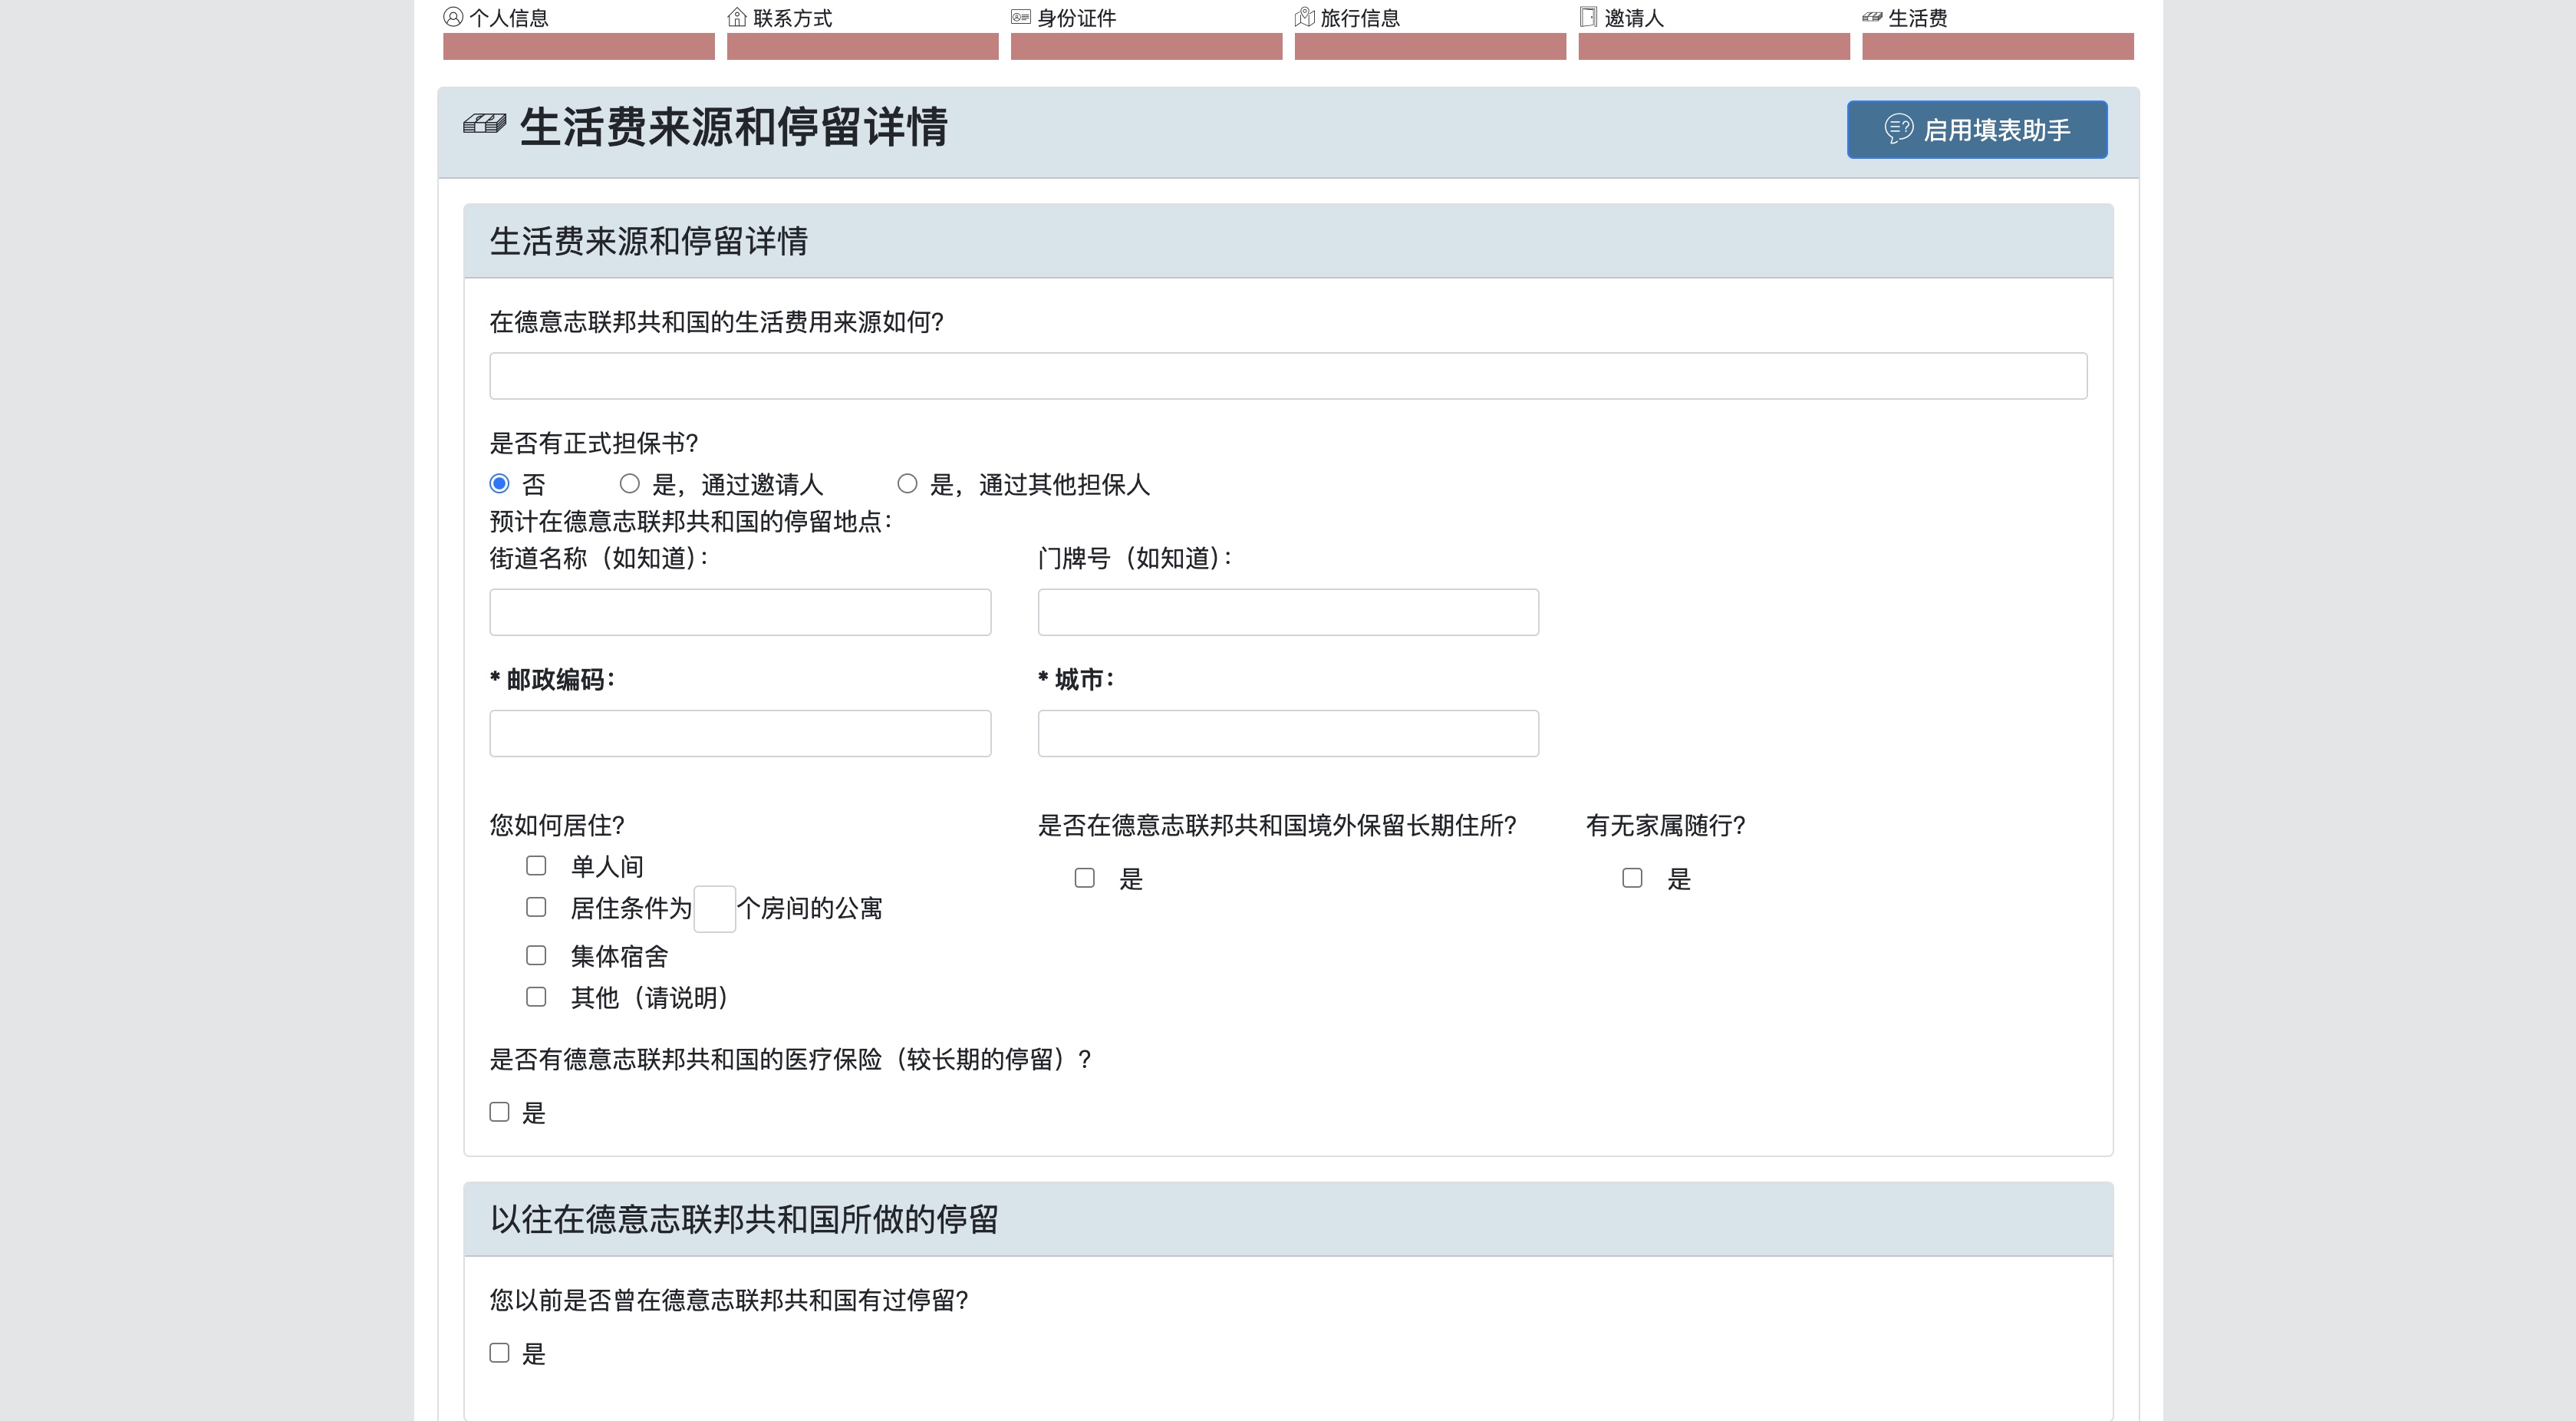 个人信息
联系方式
身份证件
旅行信息
邀请人
生活费
生活费来源和停留详情
启用填表助手
生活费来源和停留详情
在德意志联邦共和国的生活费用来源如何?
是否有正式担保书?
否 是，通过邀请人 是，通过其他担保人
预计在德意志联邦共和国的停留地点：
街道名称（如知道）： 门牌号（如知道）：
* 邮政编码： * 城市：
您如何居住? 是否在德意志联邦共和国境外保留长期住所? 有无家属随行?
单人间
是 是
居住条件为 个房间的公寓
集体宿舍
其他（请说明）
是否有德意志联邦共和国的医疗保险（较长期的停留）?
是
以往在德意志联邦共和国所做的停留
您以前是否曾在德意志联邦共和国有过停留?
是